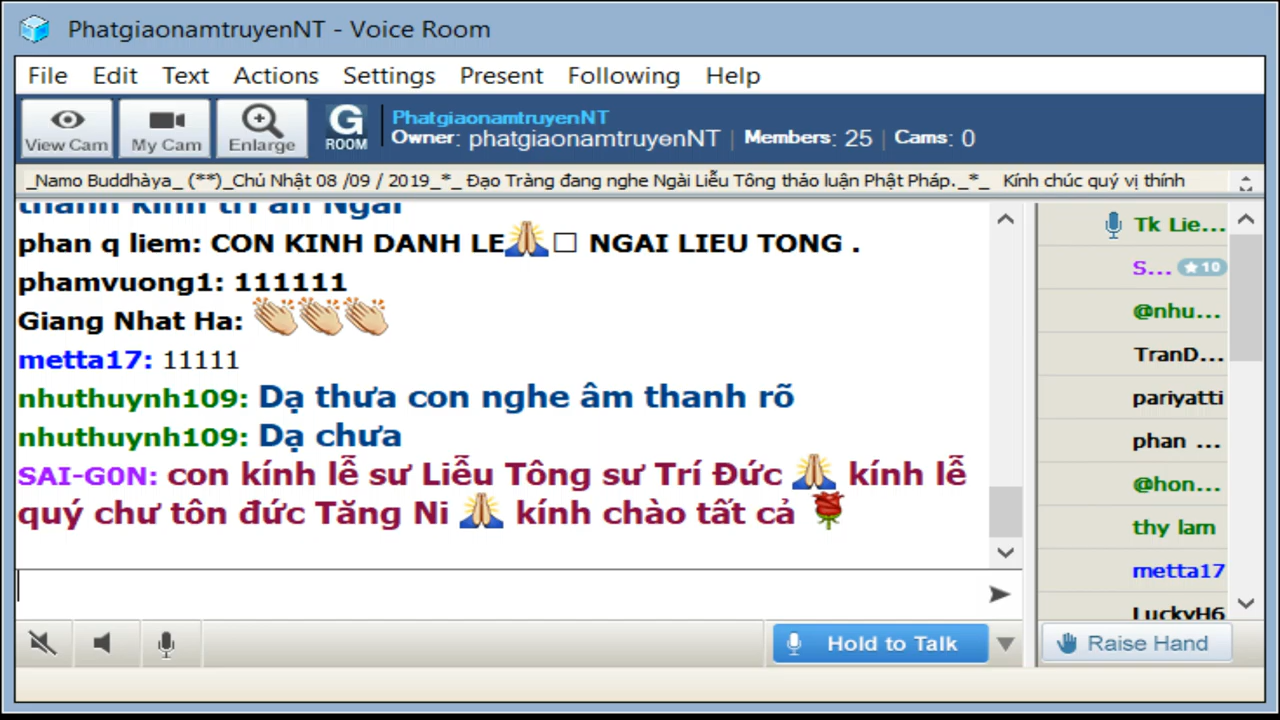 PhatgiaonamtruyenNT - Voice Room
File Edit Text Actions Settings Present Following Help
View Cam My Cam Enlarge G ROOM
PhatgiaonamtruyenNT
Owner: phatgiaonamtruyenNT | Members: 25 | Cams: 0
_Namo Buddhàya_ (**)_Chủ Nhật 08 /09 / 2019_*_ Đạo Tràng đang nghe Ngài Liễu Tông thảo luận Phật Pháp._*_ Kính chúc quý vị thính
phan q liem: CON KINH DANH LE🙏□ NGAI LIEU TONG .
phamvuong1: 111111
Giang Nhat Ha: 👏👏👏
metta17: 11111
nhuthuynh109: Dạ thưa con nghe âm thanh rõ
nhuthuynh109: Dạ chưa
SAI-G0N: con kính lễ sư Liễu Tông sư Trí Đức 🙏 kính lễ
quý chư tôn đức Tăng Ni 🙏 kính chào tất cả 🌹
Tk Lie...
S... ★10
@nhu...
TranD...
pariyatti
phan ...
@hon...
thy lam
metta17
LuckyH6
Hold to Talk
Raise Hand